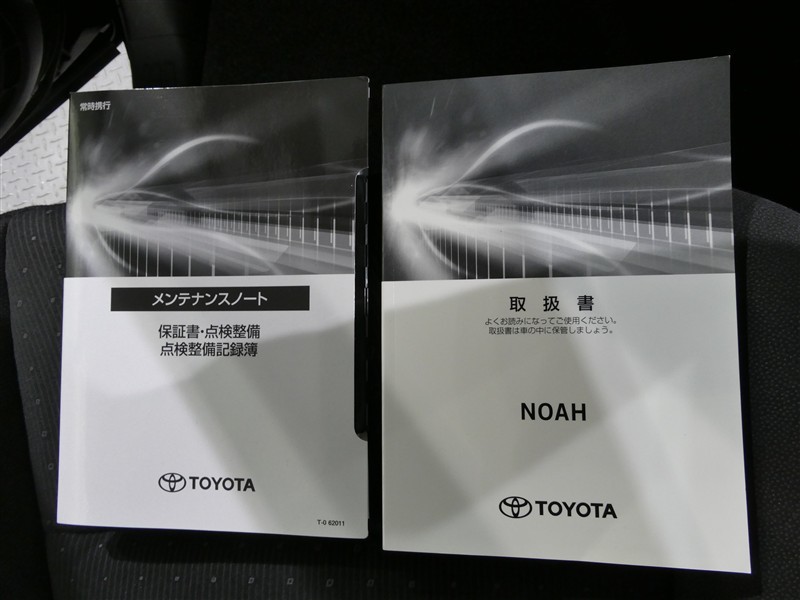 常時携行
メンテナンスノート
保証書・点検整備
点検整備記録簿
TOYOTA
T-0 62011
取扱書
よくお読みになってご使用ください。
取扱書は車の中に保管しましょう。
NOAH
TOYOTA